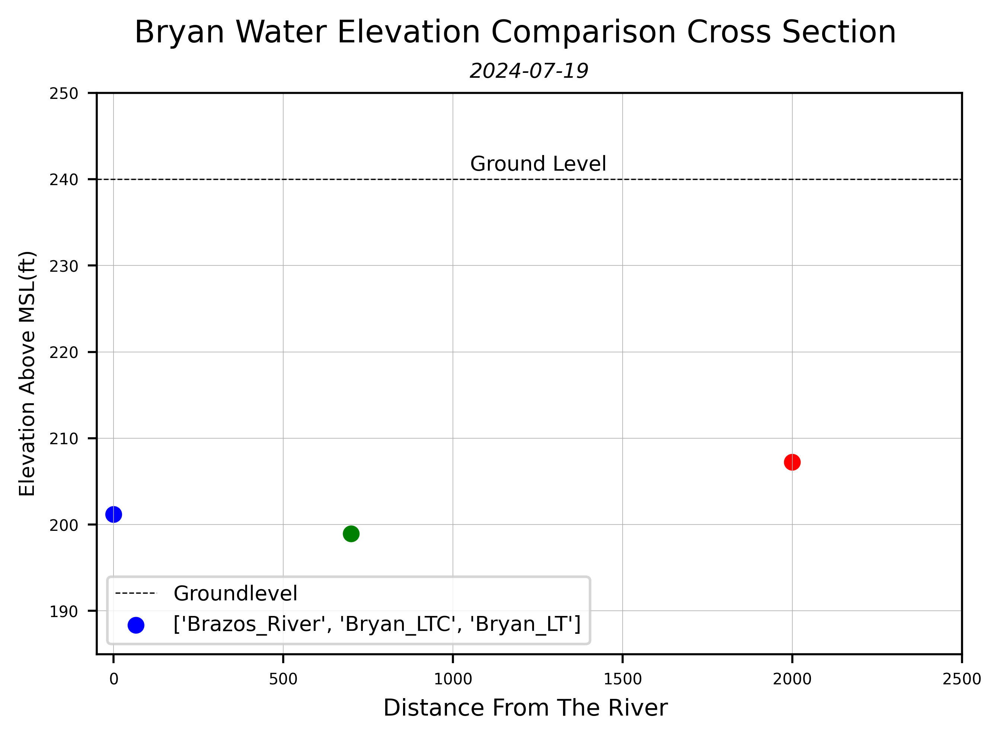 Bryan Water Elevation Comparison Cross Section
2024-07-19
250
240
230
220
210
200
190
Elevation Above MSL(ft)
Ground Level
Groundlevel
['Brazos_River', 'Bryan_LTC', 'Bryan_LT']
0 500 1000 1500 2000 2500
Distance From The River